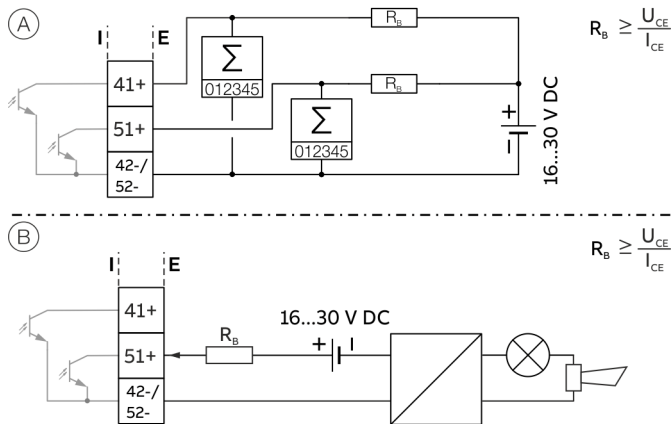 A
I E
R_B
R_B ≥ U_CE / I_CE
41+
Σ
012345
R_B
51+
Σ
012345
+
−
16...30 V DC
42-/
52-
B
I E
R_B ≥ U_CE / I_CE
41+
16...30 V DC
R_B
+ −
51+
42-/
52-